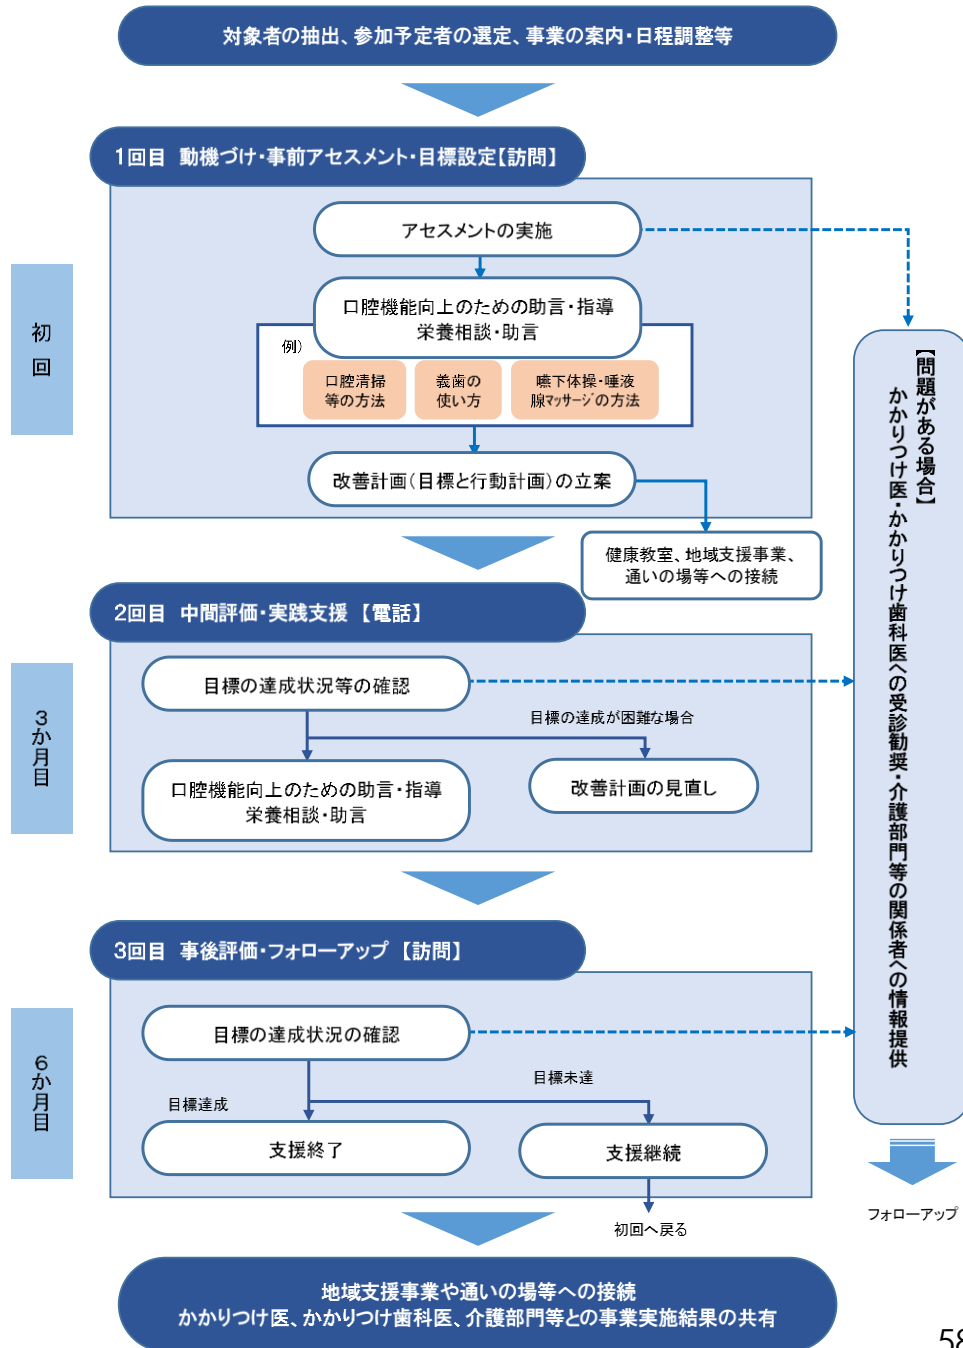 対象者の抽出、参加予定者の選定、事業の案内・日程調整等
1回目　動機づけ・事前アセスメント・目標設定【訪問】
初回
アセスメントの実施
口腔機能向上のための助言・指導
栄養相談・助言
例）
口腔清掃
等の方法
義歯の
使い方
嚥下体操・唾液
腺マッサージの方法
改善計画（目標と行動計画）の立案
健康教室、地域支援事業、
通いの場等への接続
2回目　中間評価・実践支援　【電話】
3か月目
目標の達成状況等の確認
目標の達成が困難な場合
口腔機能向上のための助言・指導
栄養相談・助言
改善計画の見直し
3回目　事後評価・フォローアップ　【訪問】
6か月目
目標の達成状況の確認
目標未達
目標達成
支援終了
支援継続
初回へ戻る
【問題がある場合】
かかりつけ医・かかりつけ歯科医への受診勧奨・介護部門等の関係者への情報提供
フォローアップ
地域支援事業や通いの場等への接続
かかりつけ医、かかりつけ歯科医、介護部門等との事業実施結果の共有
58